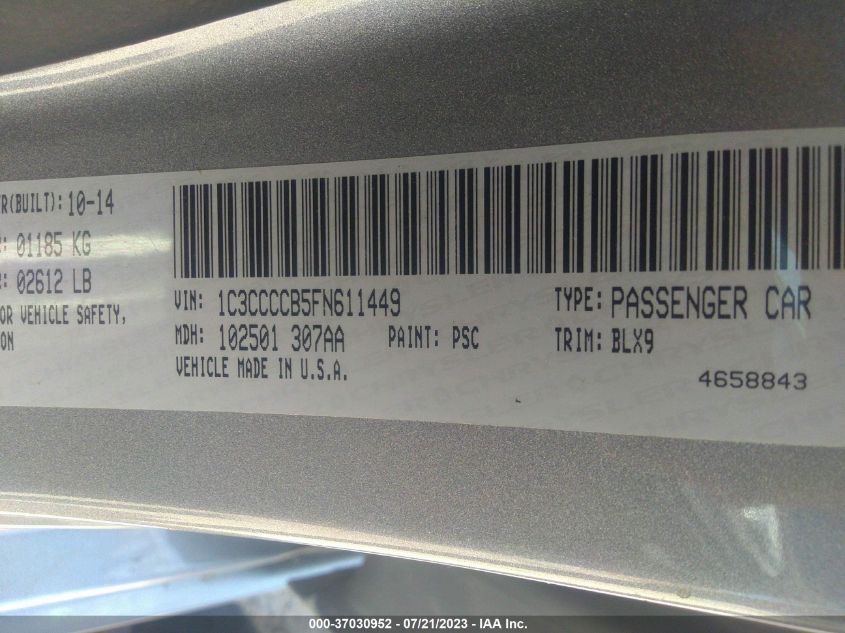 R(BUILT): 10-14
: 01185 KG
: 02612 LB
OR VEHICLE SAFETY,
ON
VIN: 1C3CCCCB5FN611449
TYPE: PASSENGER CAR
MDH: 102501 307AA PAINT: PSC
TRIM: BLX9
VEHICLE MADE IN U.S.A.
4658843
000-37030952 - 07/21/2023 - IAA Inc.